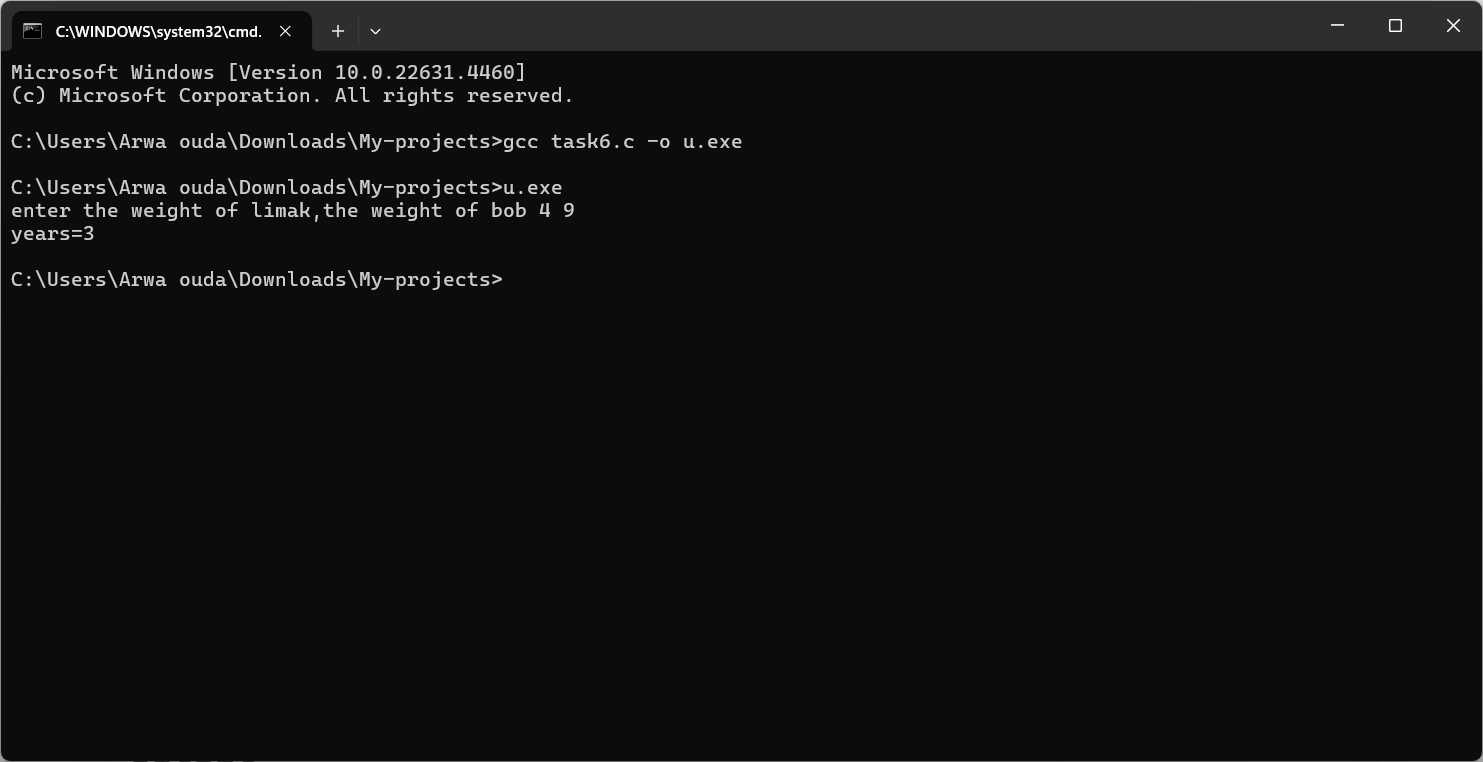 C:\WINDOWS\system32\cmd.
Microsoft Windows [Version 10.0.22631.4460]
(c) Microsoft Corporation. All rights reserved.
C:\Users\Arwa ouda\Downloads\My-projects>gcc task6.c -o u.exe
C:\Users\Arwa ouda\Downloads\My-projects>u.exe
enter the weight of limak,the weight of bob 4 9
years=3
C:\Users\Arwa ouda\Downloads\My-projects>